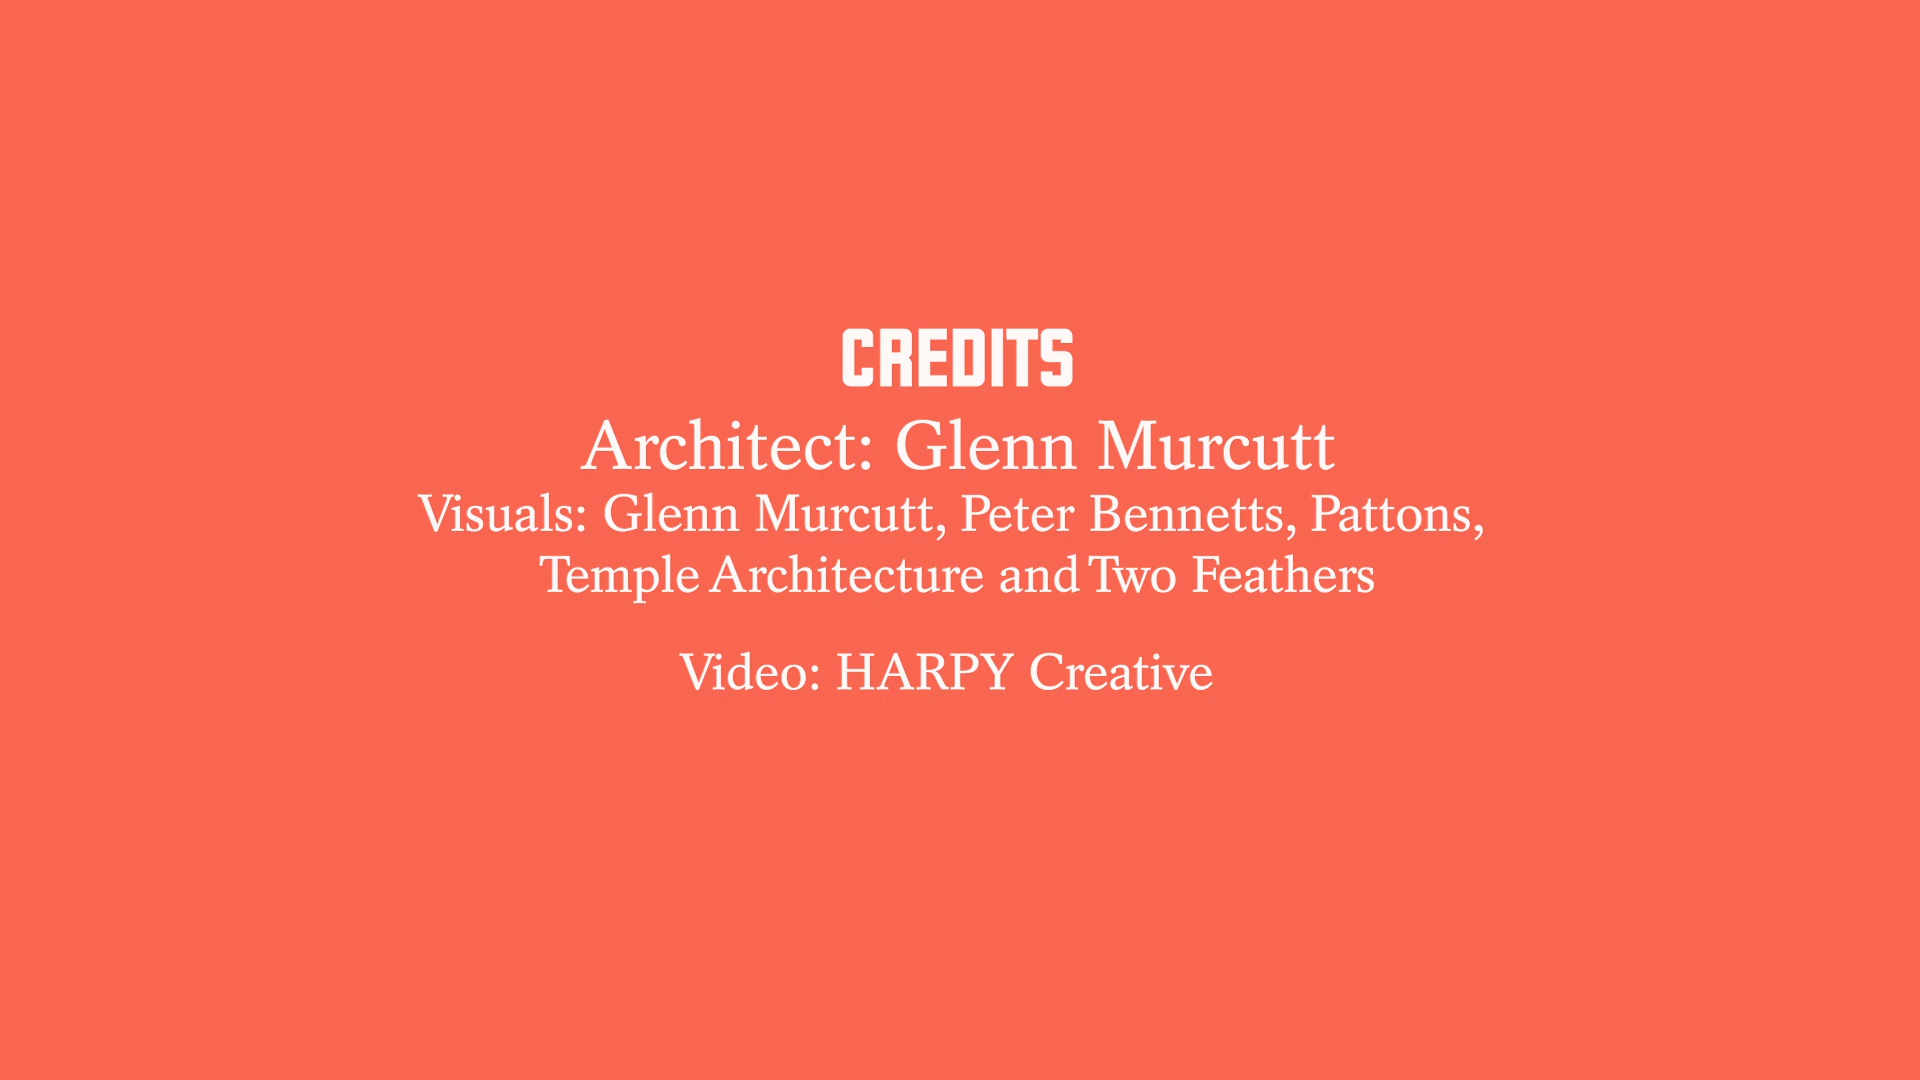 CREDITS
Architect: Glenn Murcutt
Visuals: Glenn Murcutt, Peter Bennetts, Pattons,
Temple Architecture and Two Feathers
Video: HARPY Creative